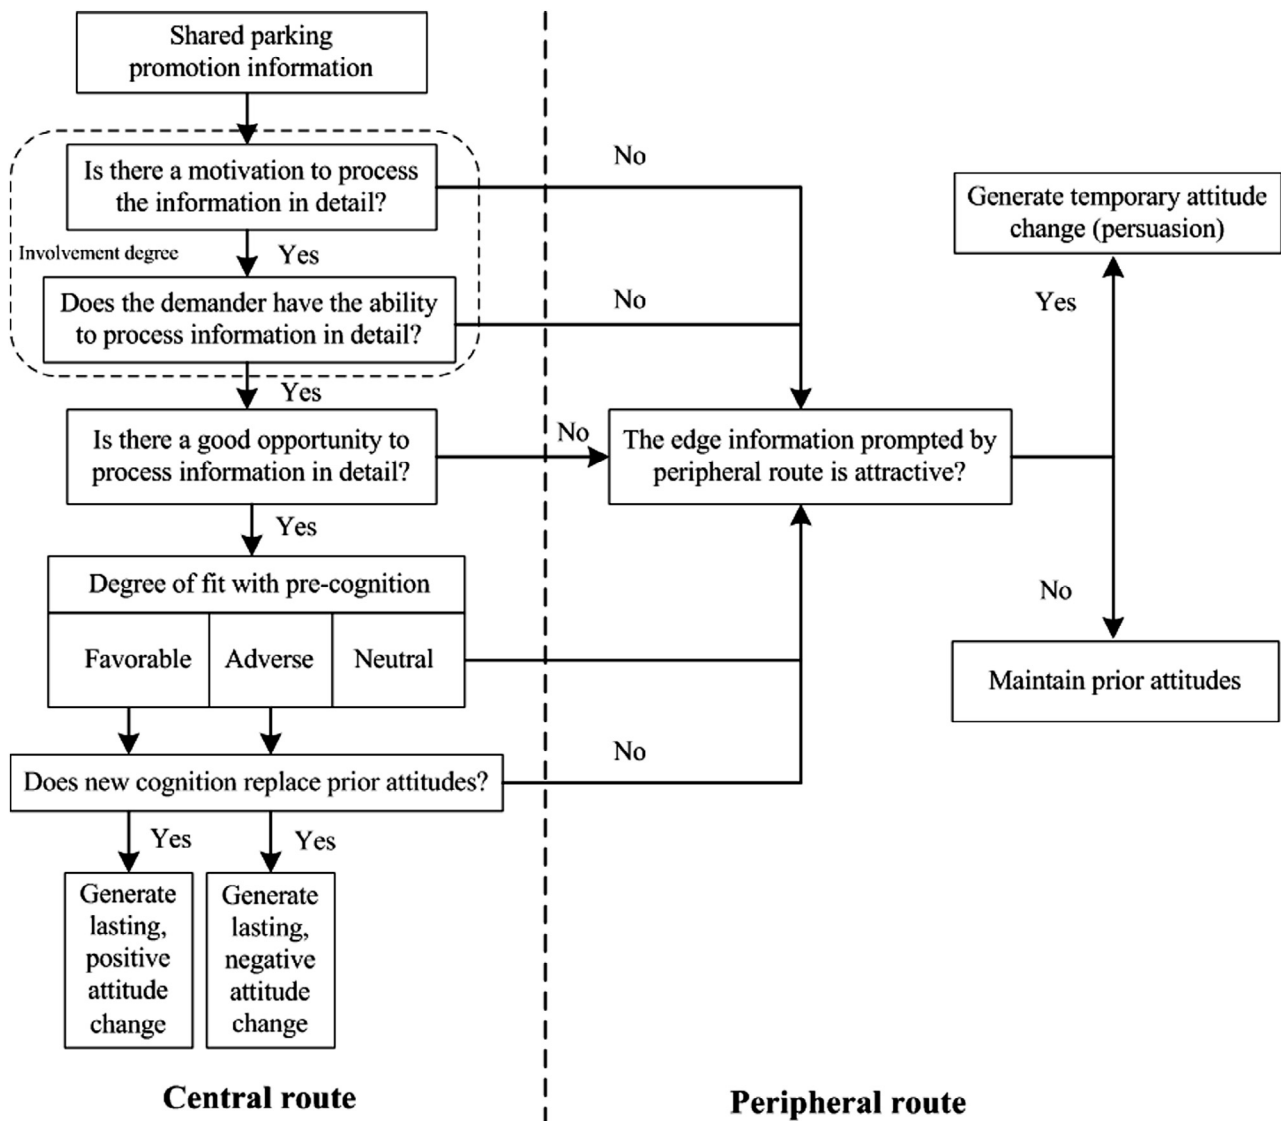 Shared parking
promotion information
Is there a motivation to process
the information in detail?
No
Involvement degree
Yes
Does the demander have the ability
to process information in detail?
No
Yes
Is there a good opportunity to
process information in detail?
No
Yes
Degree of fit with pre-cognition
Favorable
Adverse
Neutral
Does new cognition replace prior attitudes?
No
Yes
Yes
Generate
lasting,
positive
attitude
change
Generate
lasting,
negative
attitude
change
Central route
The edge information prompted by
peripheral route is attractive?
Generate temporary attitude
change (persuasion)
Yes
No
Maintain prior attitudes
Peripheral route